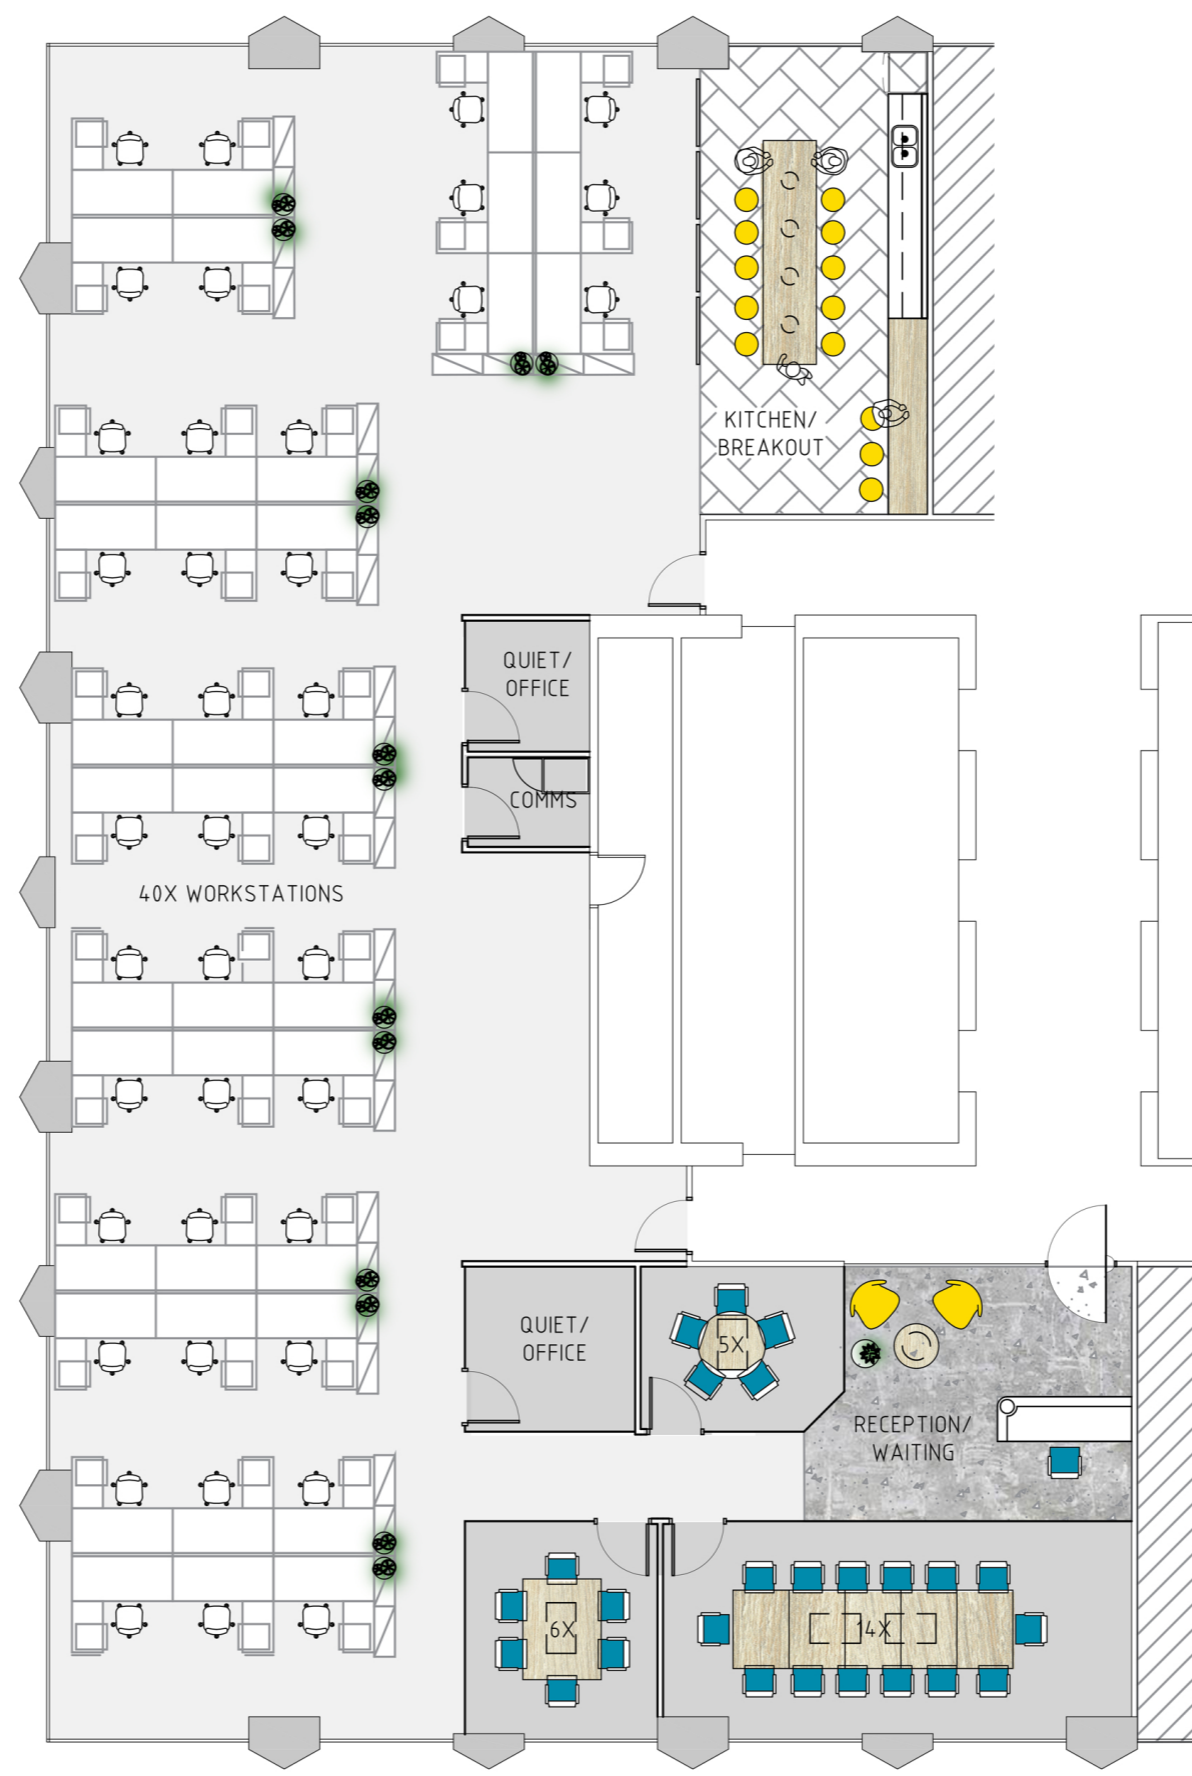 KITCHEN/
BREAKOUT
QUIET/
OFFICE
COMMS
40X WORKSTATIONS
QUIET/
OFFICE
5X
RECEPTION/
WAITING
6X
14X